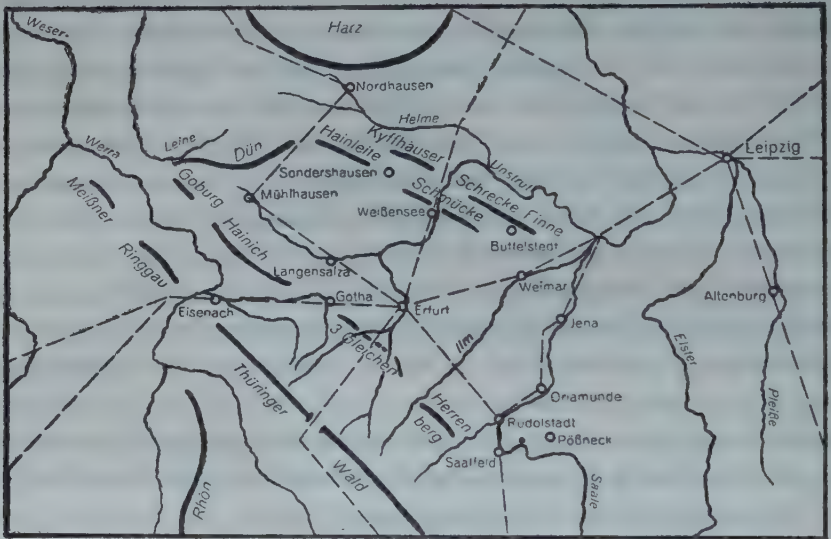 Harz
Weser
Nordhausen
Helme
Leine
Werra
Dün
Hainleite
Kyffhäuser
Leipzig
Sondershausen
Unstrut
Goburg
Mühlhausen
Meißner
Schmücke
Schrecke Finne
Weißensee
Buttelstedt
Hainich
Ringgau
Langensalza
Weimar
Gotha
Erfurt
Eisenach
Altenburg
3 Gleichen
Jena
Ilm
Elster
Thüringer
Herren
berg
Orlamünde
Pleiße
Rudolstadt
Pößneck
Saalfeld
Wald
Saale
Rhön